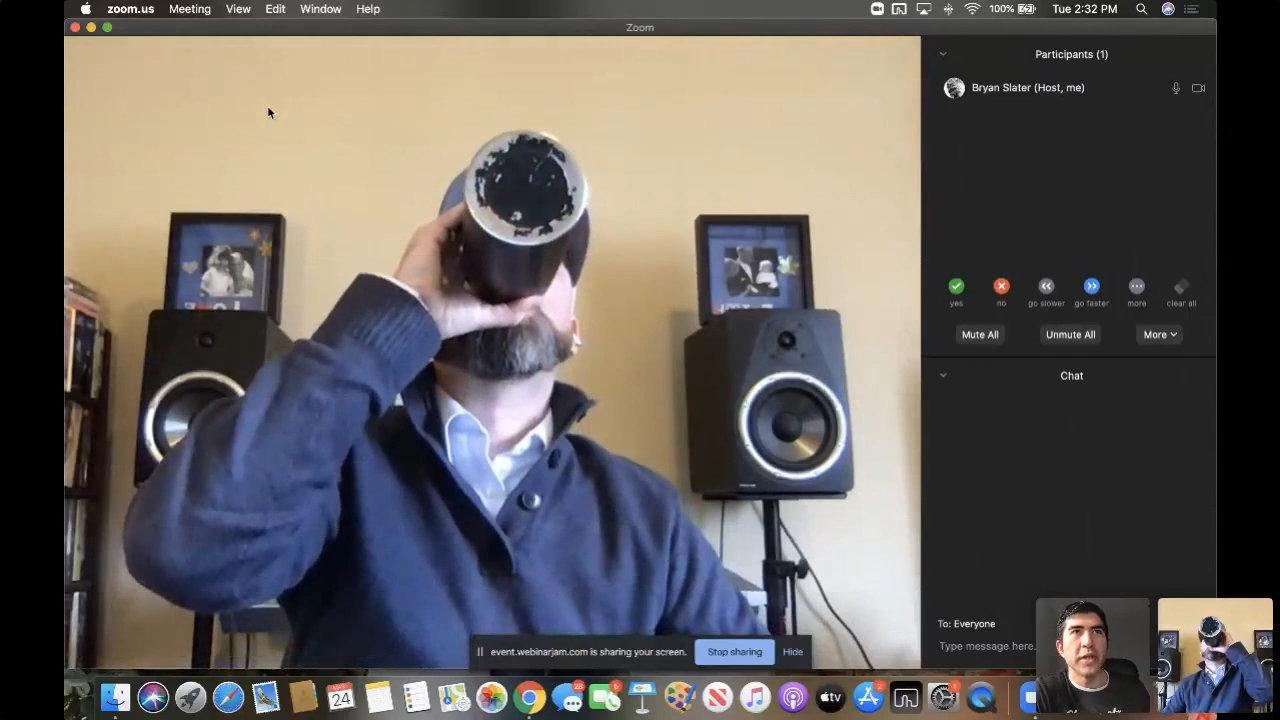 zoom.us Meeting View Edit Window Help 100% Tue 2:32 PM
Zoom
Participants (1)
Bryan Slater (Host, me)
yes no go slower go faster more clear all
Mute All Unmute All More
Chat
To: Everyone
Type message here.
event.webinarjam.com is sharing your screen. Stop sharing Hide
24
tv